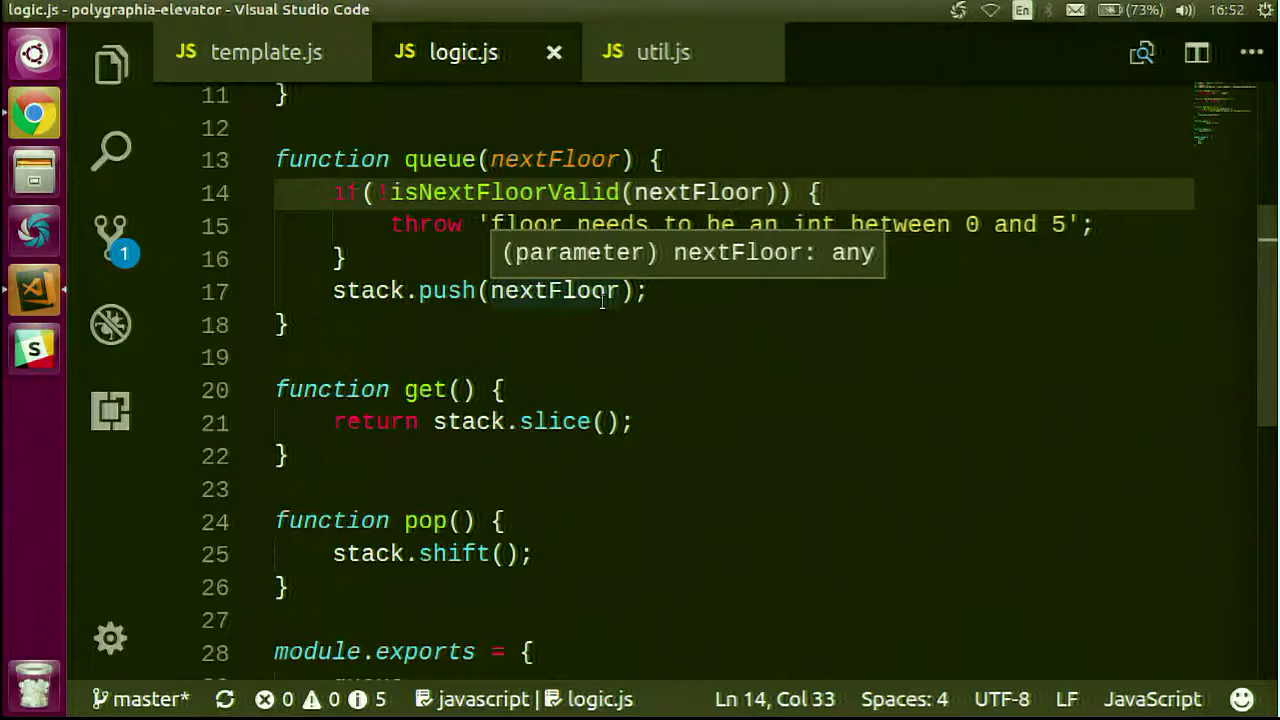 logic.js - polygraphia-elevator - Visual Studio Code
En
(73%)
16:52
JS template.js
JS logic.js
JS util.js
11 }
12
13 function queue(nextFloor) {
14 if(!isNextFloorValid(nextFloor)) {
15 throw 'floor needs to be an int between 0 and 5';
(parameter) nextFloor: any
16 }
17 stack.push(nextFloor);
18 }
19
20 function get() {
21 return stack.slice();
22 }
23
24 function pop() {
25 stack.shift();
26 }
27
28 module.exports = {
1
S
master*
0
0
5
javascript |
logic.js
Ln 14, Col 33
Spaces: 4
UTF-8
LF
JavaScript